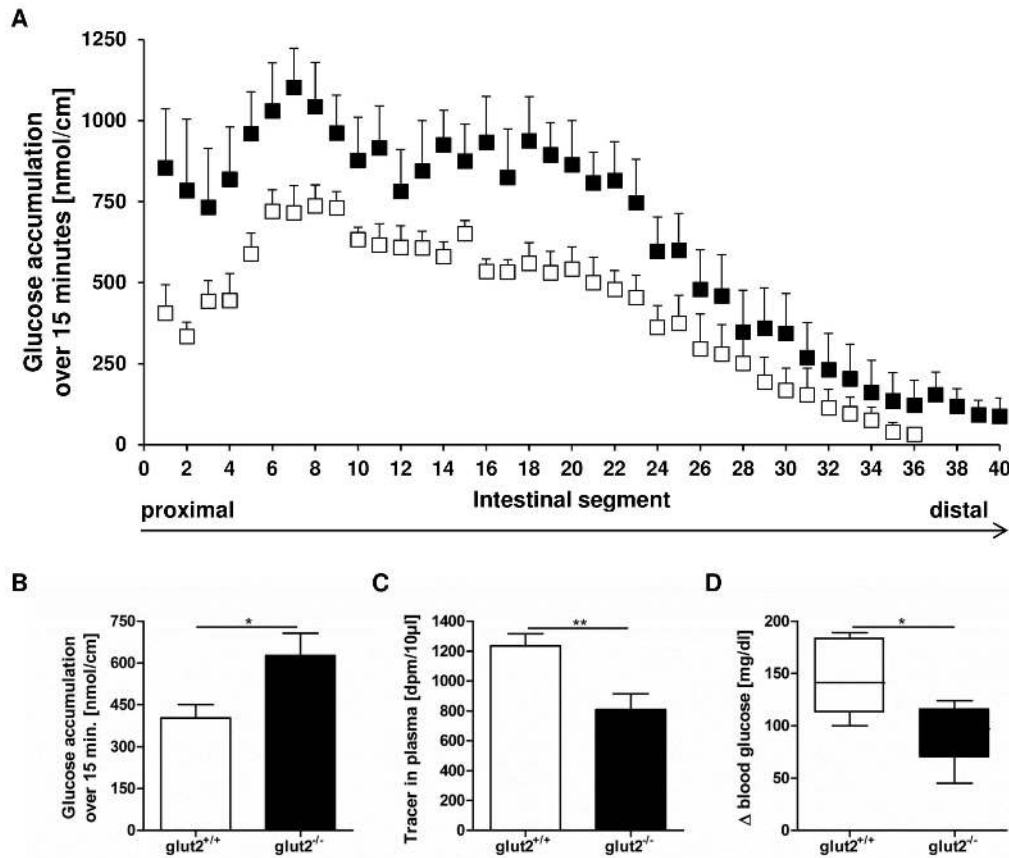 A
Glucose accumulation
over 15 minutes [nmol/cm]
1250
1000
750
500
250
0
0 2 4 6 8 10 12 14 16 18 20 22 24 26 28 30 32 34 36 38 40
Intestinal segment
proximal distal
B
Glucose accumulation
over 15 min. [nmol/cm)
750
600
450
300
150
0
*
glut2+/+ glut2-/-
C
Tracer in plasma [dpm/10µl]
1400
1200
1000
800
600
400
200
0
**
glut2+/+ glut2-/-
D
Δ blood glucose [mg/dl]
200
150
100
50
0
*
glut2+/+ glut2-/-